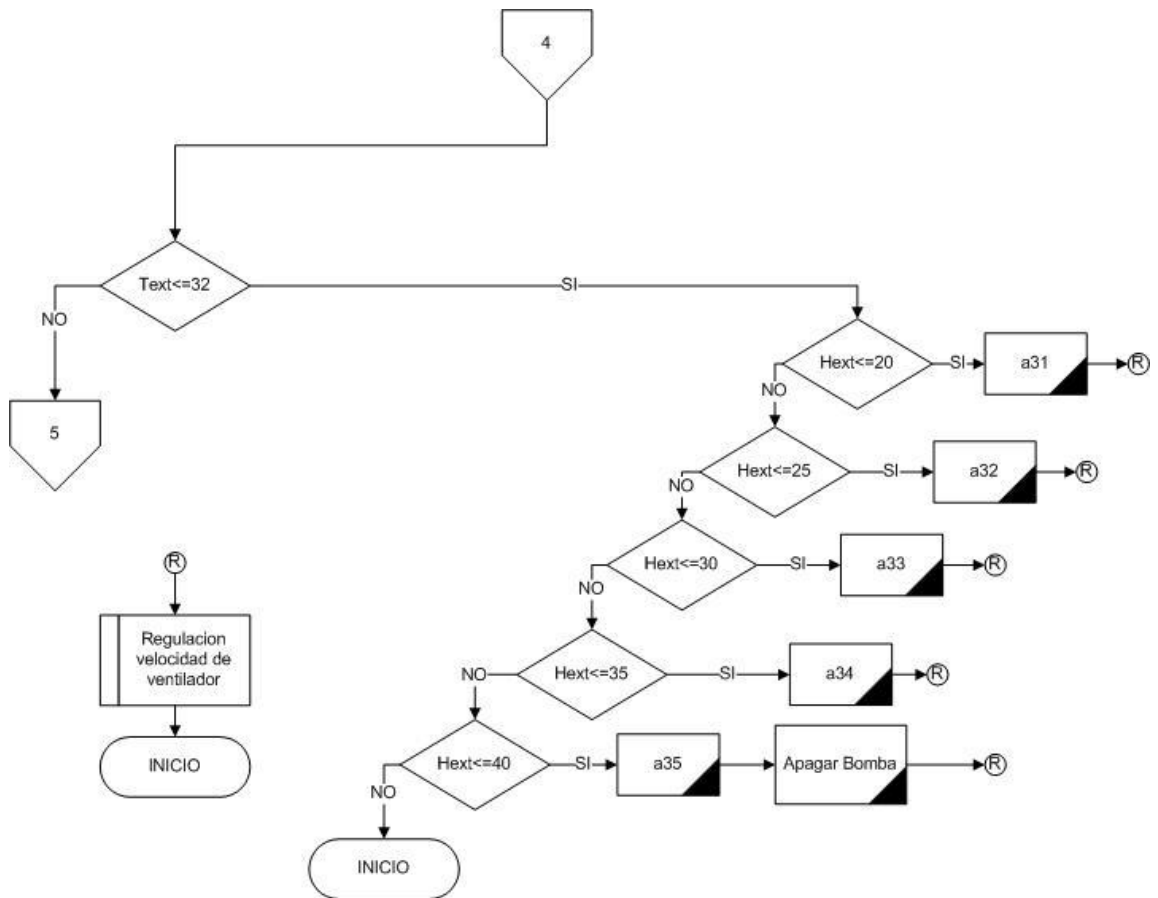 4
Text<=32
SI
NO
5
Hext<=20
SI
a31
R
NO
Hext<=25
SI
a32
R
NO
Hext<=30
SI
a33
R
NO
Hext<=35
SI
a34
R
NO
Hext<=40
SI
a35
Apagar Bomba
R
NO
INICIO
R
Regulacion
velocidad de
ventilador
INICIO